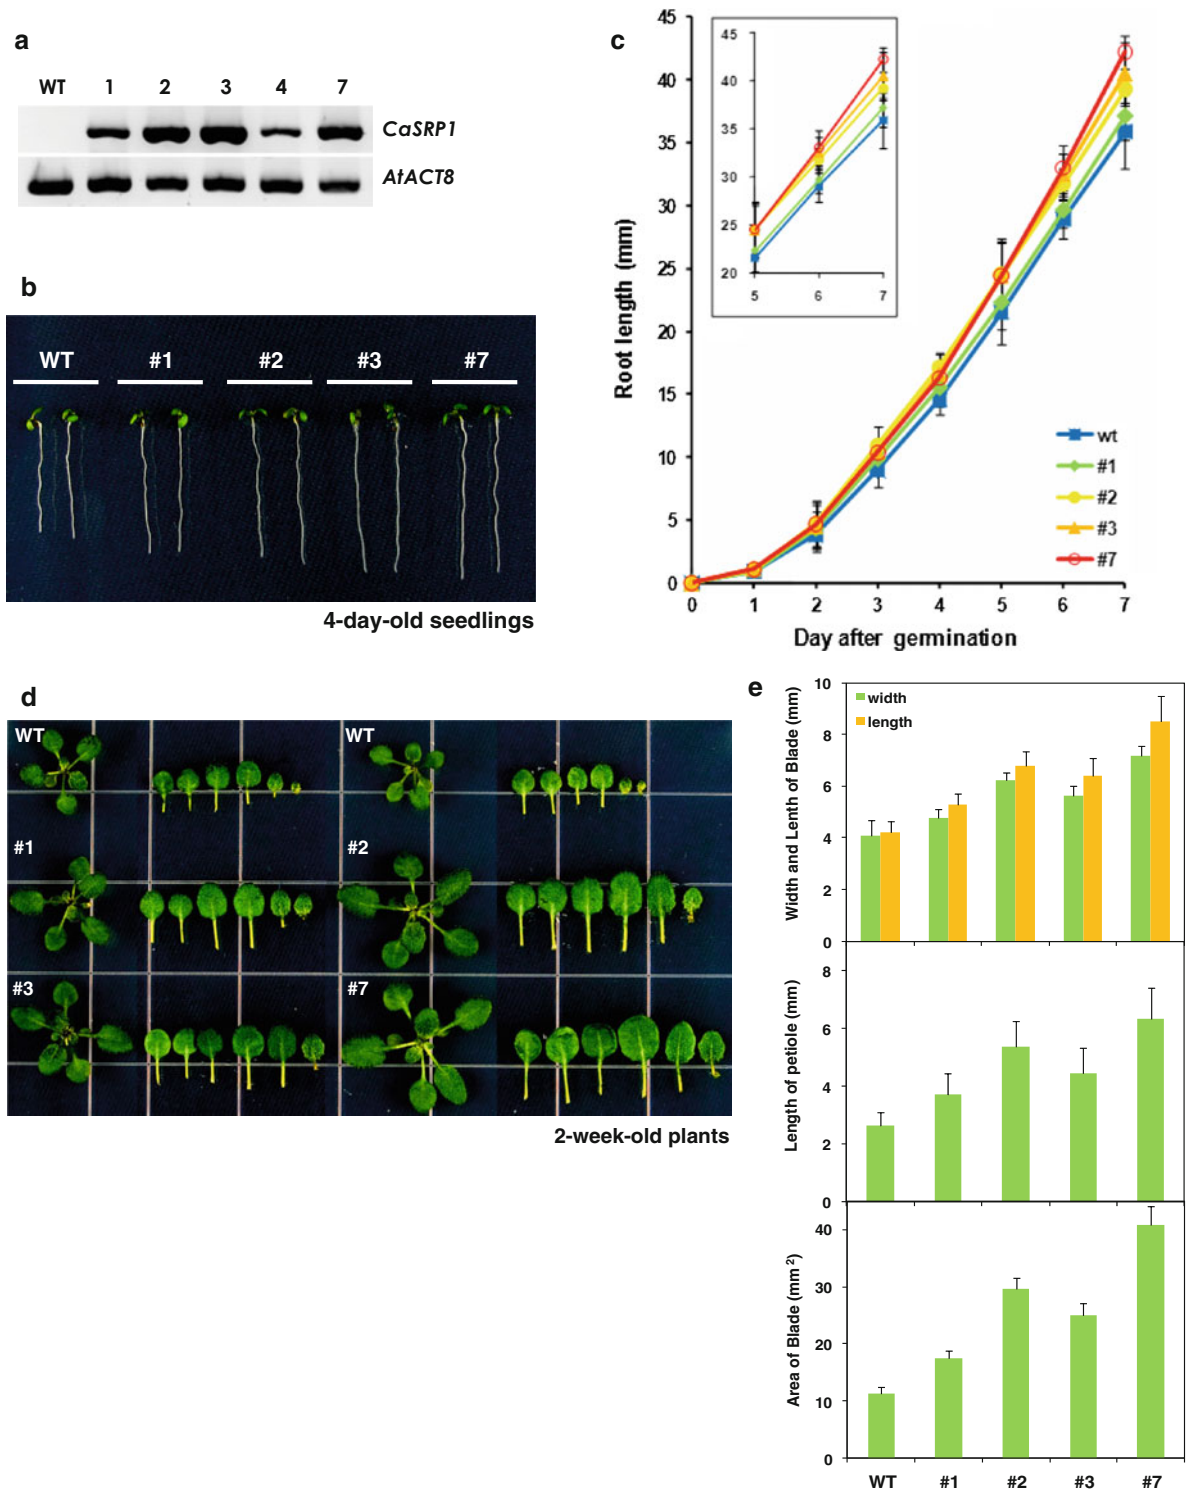 a
WT 1 2 3 4 7
CaSRP1
AtACT8
b
WT #1 #2 #3 #7
4-day-old seedlings
c
Root length (mm)
45
40
35
30
25
20
15
10
5
0
0 1 2 3 4 5 6 7
Day after germination
45
40
35
30
25
20
5 6 7
wt
#1
#2
#3
#7
d
WT WT
#1 #2
#3 #7
2-week-old plants
e
Width and Lenth of Blade (mm)
10
8
6
4
2
0
width
length
Length of petiole (mm)
8
6
4
2
0
Area of Blade (mm²)
40
30
20
10
0
WT #1 #2 #3 #7